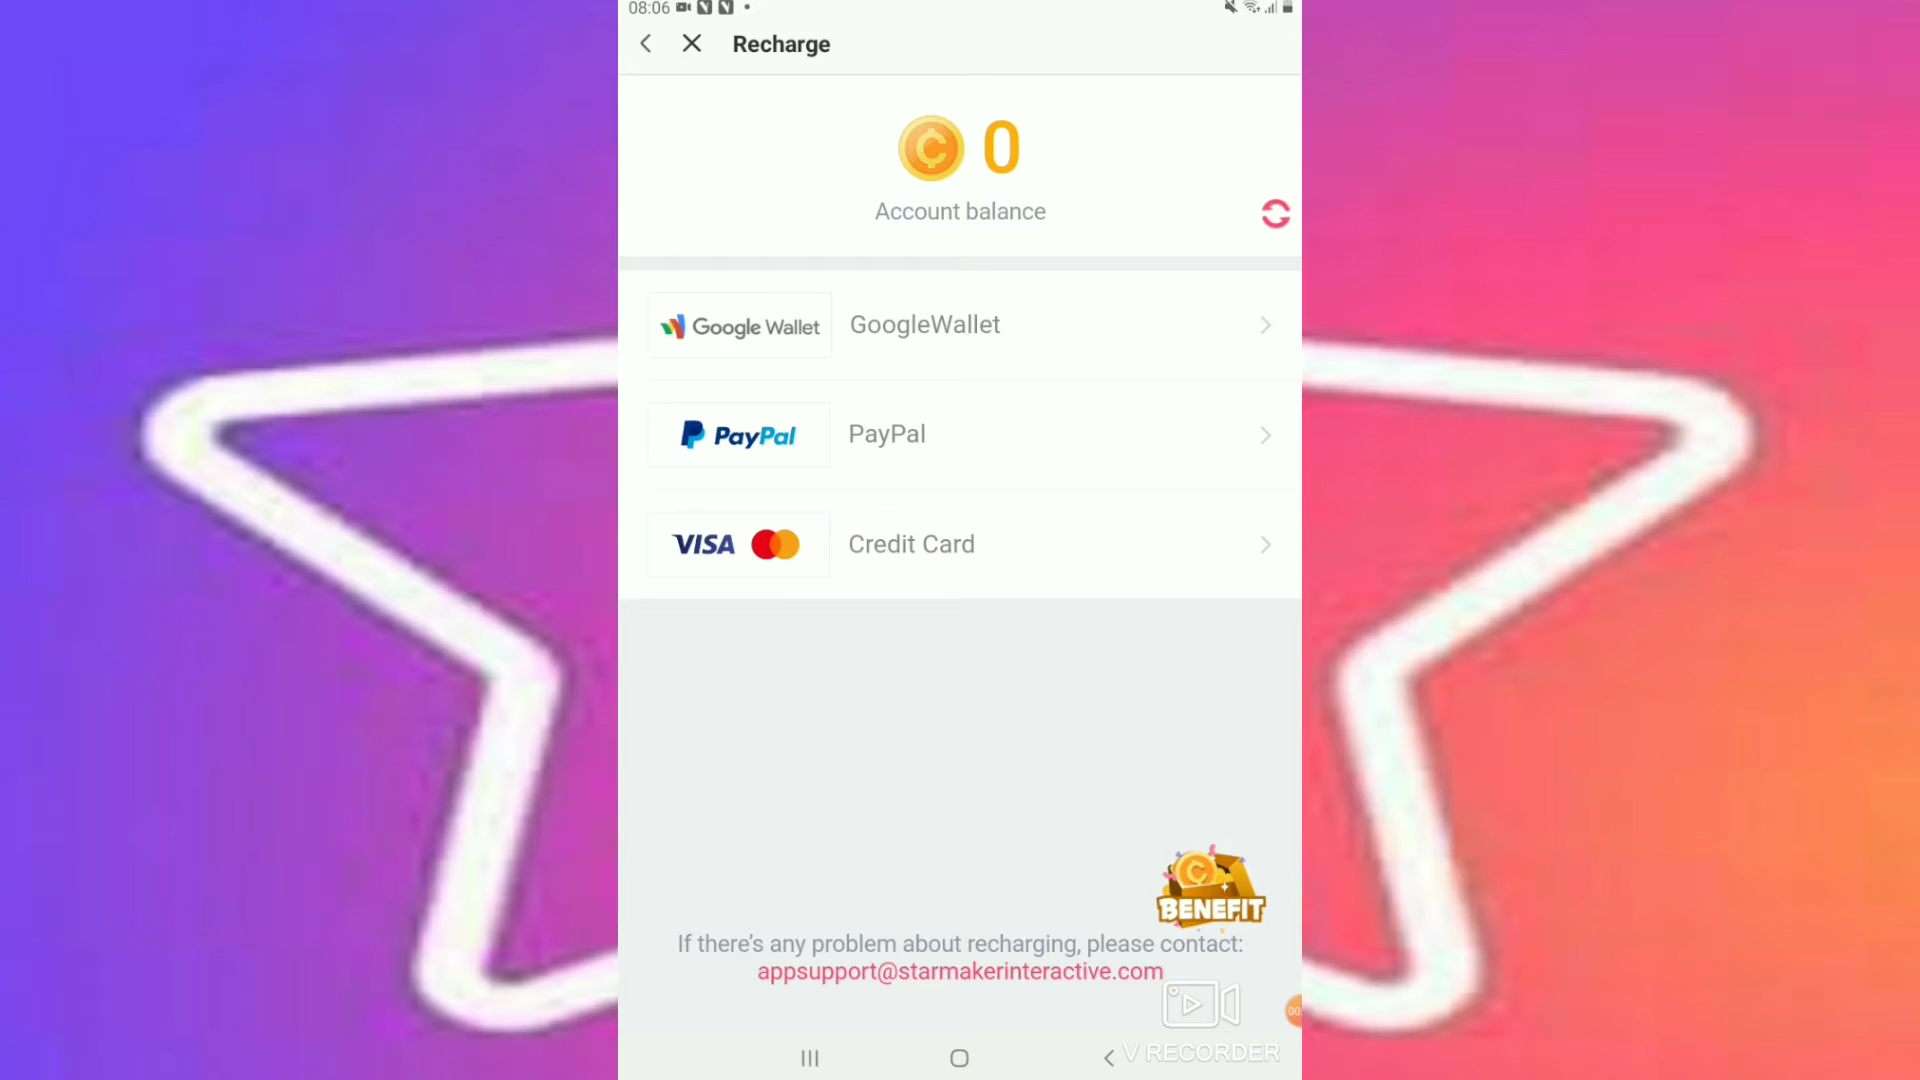 08:06
Recharge
0
Account balance
Google Wallet GoogleWallet
PayPal PayPal
VISA Credit Card
BENEFIT
If there's any problem about recharging, please contact:
appsupport@starmakerinteractive.com
00:
V RECORDER